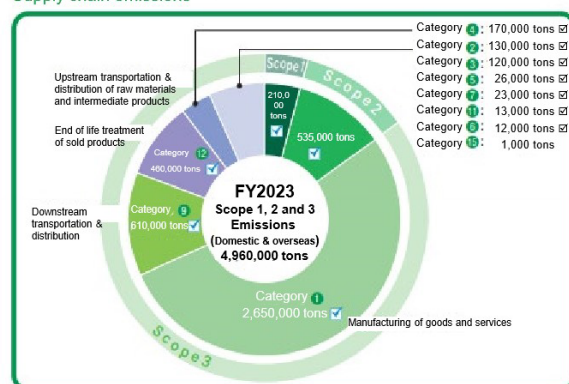 Supply chain emissions
Category 4: 170,000 tons ☑
Category 2: 130,000 tons ☑
Category 3: 120,000 tons ☑
Category 5: 26,000 tons ☑
Category 7: 23,000 tons ☑
Category 11: 13,000 tons ☑
Category 6: 12,000 tons ☑
Category 15: 1,000 tons
Scope1
Scope2
Upstream transportation &
distribution of raw materials
and intermediate products
210,0
00
tons
535,000 tons
End of life treatment
of sold products
Category 12
460,000 tons
FY2023
Scope 1, 2 and 3
Emissions
(Domestic & overseas)
4,960,000 tons
Downstream
transportation &
distribution
Category, 9
610,000 tons
Category 1
2,650,000 tons
Manufacturing of goods and services
Scope3